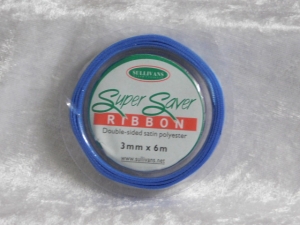 SULLIVANS
Super Saver
RIBBON
Double-sided satin polyester
3mm x 6m
www.sullivans.net